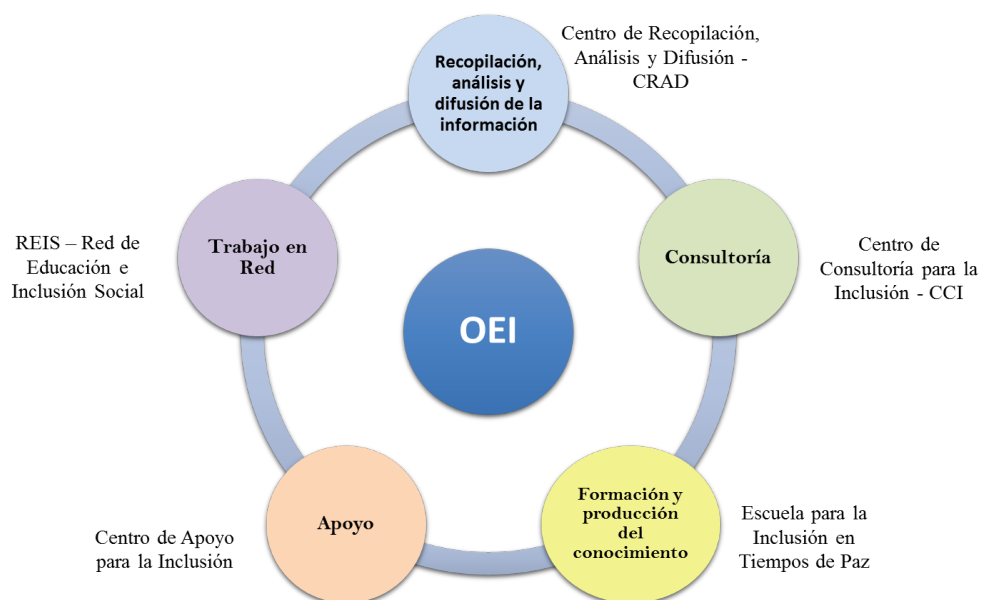 Recopilación,
análisis y
difusión de la
información
Centro de Recopilación,
Análisis y Difusión -
CRAD
Consultoría
Centro de
Consultoría para la
Inclusión - CCI
Formación y
producción
del
conocimiento
Escuela para la
Inclusión en
Tiempos de Paz
Apoyo
Centro de Apoyo
para la Inclusión
Trabajo en
Red
REIS – Red de
Educación e
Inclusión Social
OEI